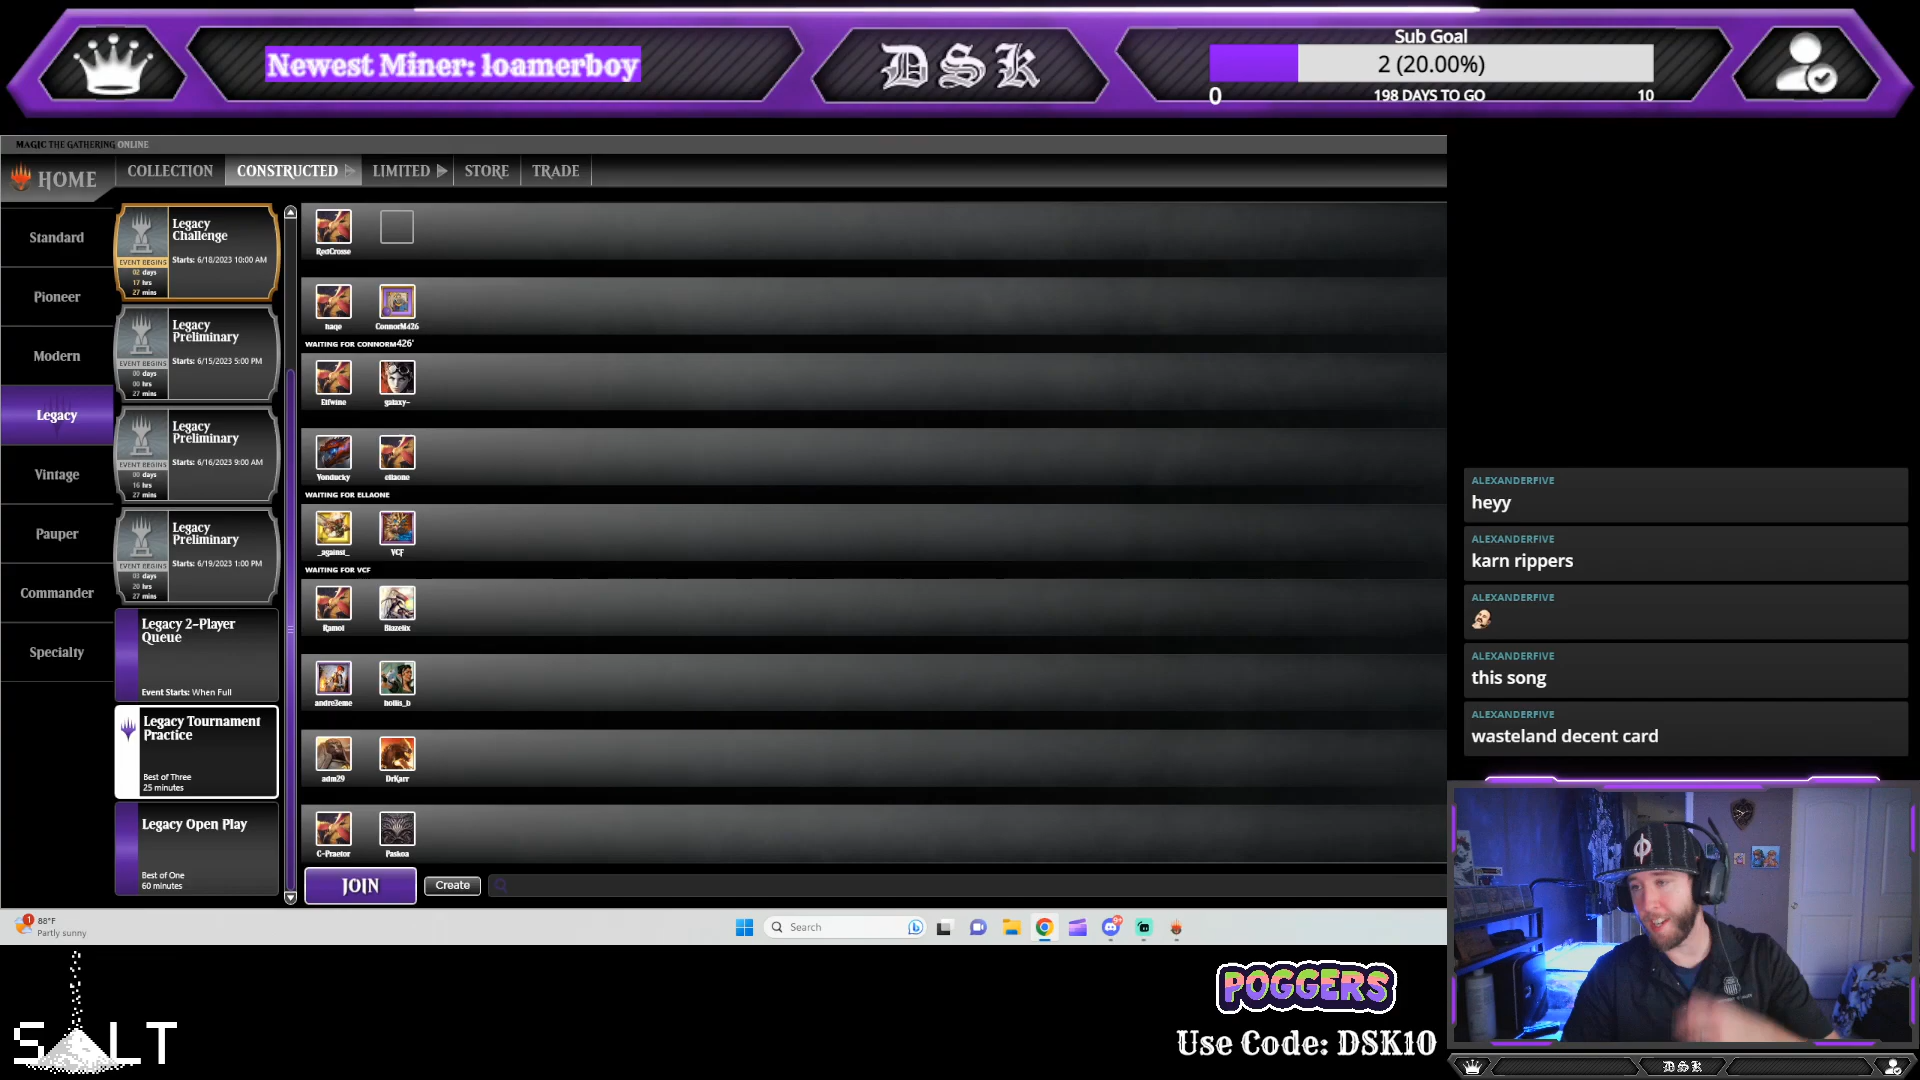 Newest Miner: loamerboy
DSK
Sub Goal
2 (20.00%)
0
198 DAYS TO GO
10
MAGIC THE GATHERING ONLINE
HOME
COLLECTION
CONSTRUCTED
LIMITED
STORE
TRADE
Standard
Pioneer
Modern
Legacy
Vintage
Pauper
Commander
Specialty
Legacy
Challenge
Starts: 6/18/2023 10:00 AM
EVENT BEGINS
02 days
17 hrs
27 mins
Legacy
Preliminary
Starts: 6/15/2023 5:00 PM
EVENT BEGINS
00 days
00 hrs
27 mins
Legacy
Preliminary
Starts: 6/16/2023 9:00 AM
EVENT BEGINS
00 days
16 hrs
27 mins
Legacy
Preliminary
Starts: 6/19/2023 1:00 PM
EVENT BEGINS
03 days
20 hrs
27 mins
Legacy 2-Player
Queue
Event Starts: When Full
Legacy Tournament
Practice
Best of Three
25 minutes
Legacy Open Play
Best of One
60 minutes
RedCrosse
haqe
ConnorM426
WAITING FOR CONNORM426'
Elfwine
galaxy-
Yonducky
ellaone
WAITING FOR ELLAONE
_against_
VCF
WAITING FOR VCF
Ramol
Blazelix
andre3eme
hollis_b
adm29
DrKarr
C-Praetor
Paskoa
JOIN
Create
ALEXANDERFIVE
heyy
ALEXANDERFIVE
karn rippers
ALEXANDERFIVE
ALEXANDERFIVE
this song
ALEXANDERFIVE
wasteland decent card
88°F
Partly sunny
Search
SALT
POGGERS
Use Code: DSK10
DSK